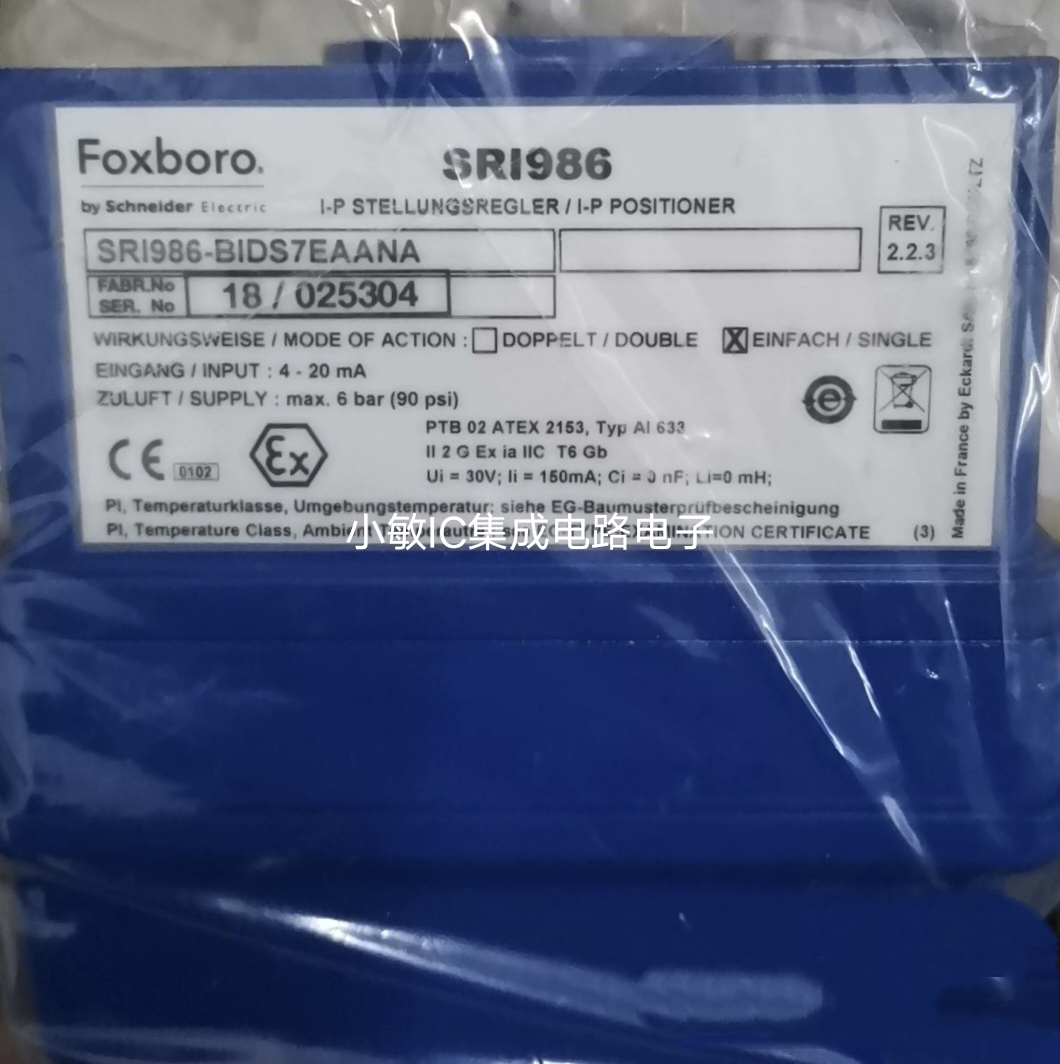 Foxboro.
by Schneider Electric
SRI986
I-P STELLUNGSREGLER / I-P POSITIONER
SRI986-BIDS7EAANA
REV.
2.2.3
FABR.No
SER. No
18 / 025304
WIRKUNGSWEISE / MODE OF ACTION : DOPPELT / DOUBLE EINFACH / SINGLE
EINGANG / INPUT : 4 - 20 mA
ZULUFT / SUPPLY : max. 6 bar (90 psi)
PTB 02 ATEX 2153, Typ AI 633
II 2 G Ex ia IIC T6 Gb
Ui = 30V; Ii = 150mA; Ci = 0 nF; Li=0 mH;
CE 0102
Ex
e
PI, Temperaturklasse, Umgebungstemperatur: siehe EG-Baumusterprüfbescheinigung
PI, Temperature Class, CERTIFICATE (3)
小敏IC集成电路电子
Made in France by Eckardt